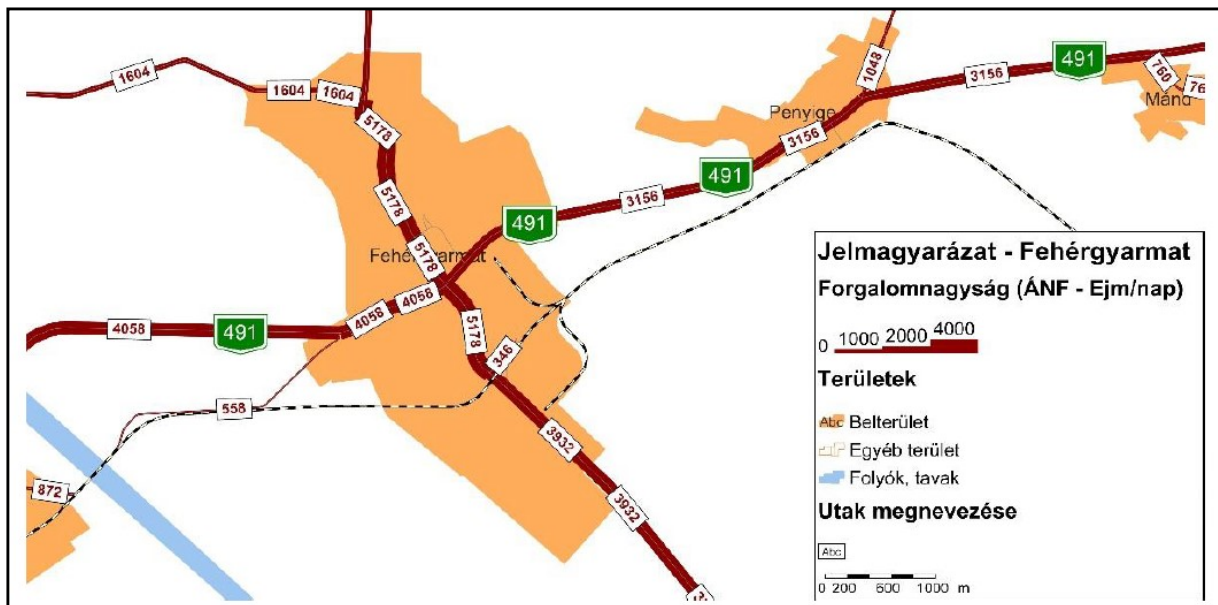 1604
1604
1604
5178
5178
5178
Fehérgyarmat
5178
346
3932
3932
4058
4058
4058
491
558
872
491
3156
491
Penyige
3156
1048
3156
491
760
Mánd
Jelmagyarázat - Fehérgyarmat
Forgalomnagyság (ÁNF - Ejm/nap)
0 1000 2000 4000
Területek
Abc Belterület
Egyéb terület
Folyók, tavak
Utak megnevezése
Abc
0 200 600 1000 m